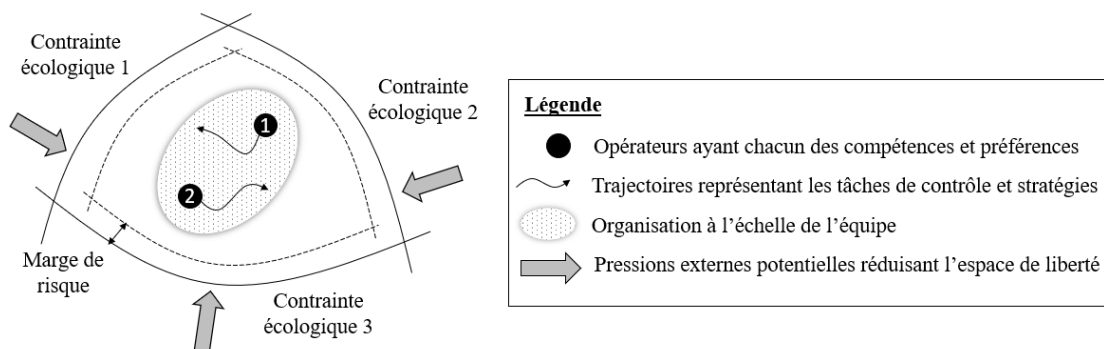 Contrainte
écologique 1
Contrainte
écologique 2
1
2
Marge de
risque
Contrainte
écologique 3
Légende
Opérateurs ayant chacun des compétences et préférences
Trajectoires représentant les tâches de contrôle et stratégies
Organisation à l’échelle de l’équipe
Pressions externes potentielles réduisant l’espace de liberté